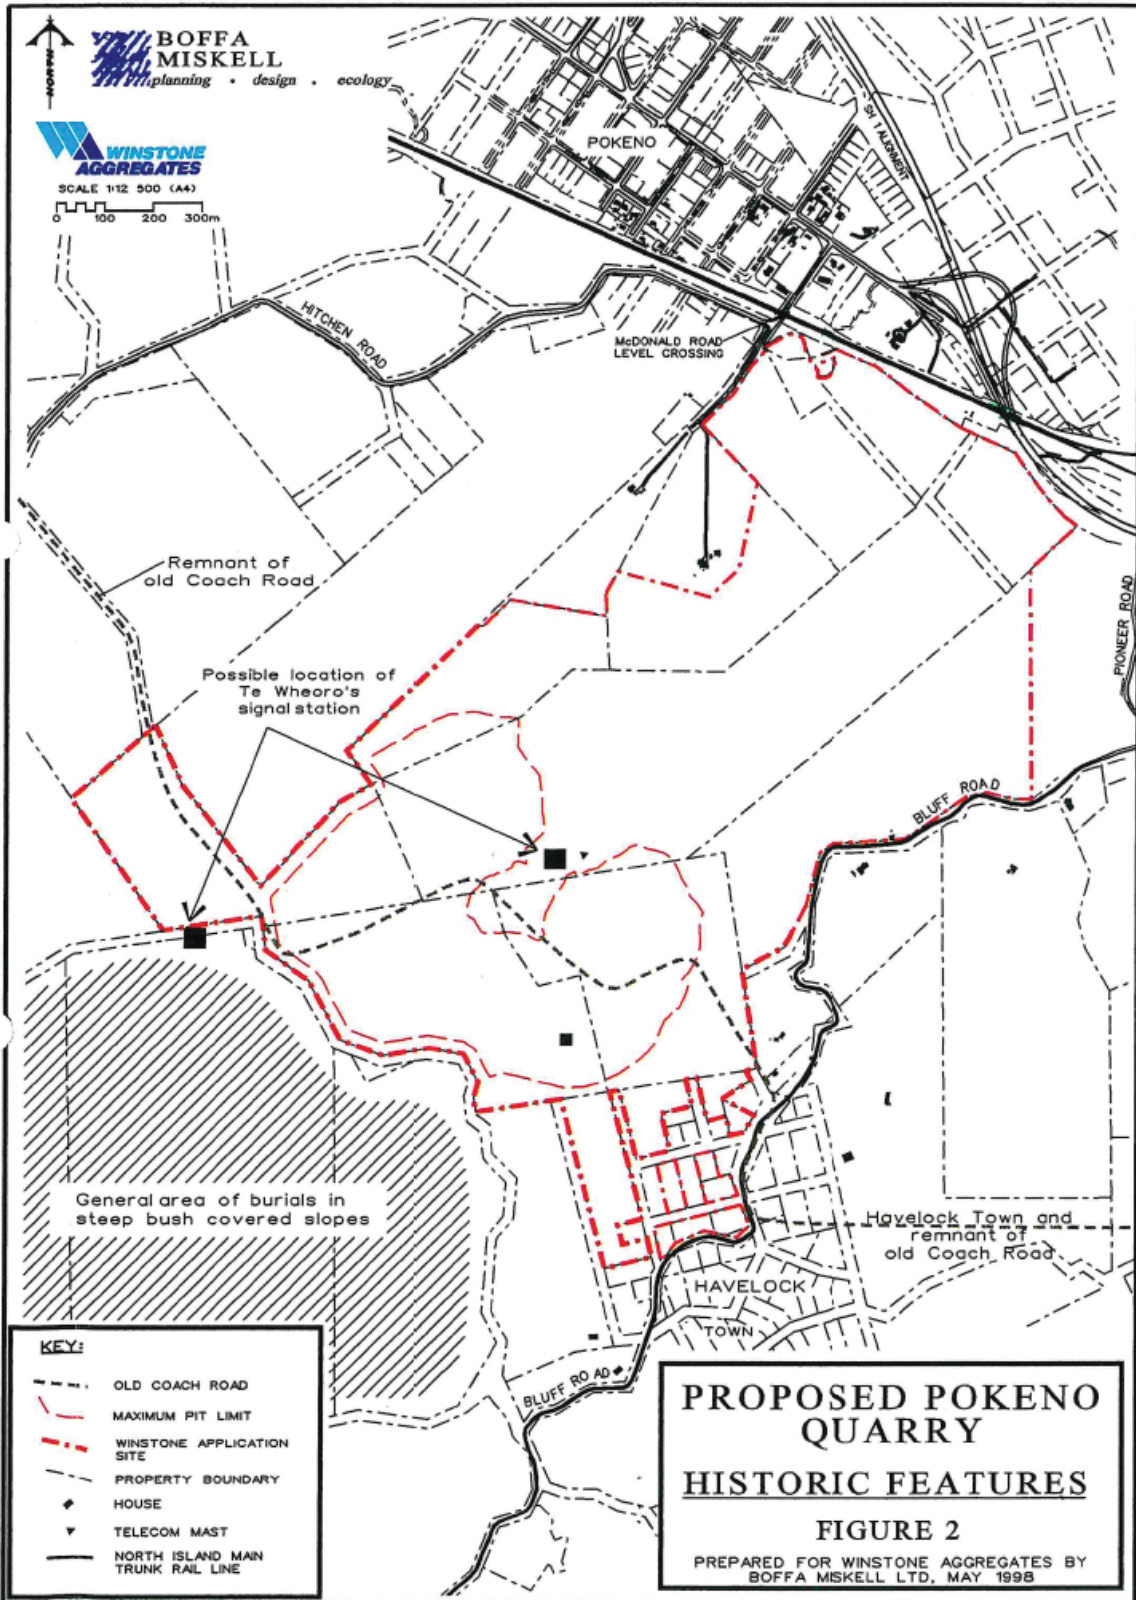 NORTH
BOFFA
MISKELL
planning • design . ecology
WINSTONE
AGGREGATES
SCALE 1:12 500 (A4)
0 100 200 300m
POKENO
SH 1 ALIGNMENT
HITCHEN ROAD
McDONALD ROAD
LEVEL CROSSING
Remnant of
old Coach Road
PIONEER ROAD
Possible location of
Te Wheoro's
signal station
BLUFF ROAD
General area of burials in
steep bush covered slopes
Havelock Town and
remnant of
old Coach Road
HAVELOCK
TOWN
BLUFF ROAD
KEY:
OLD COACH ROAD
MAXIMUM PIT LIMIT
WINSTONE APPLICATION
SITE
PROPERTY BOUNDARY
HOUSE
TELECOM MAST
NORTH ISLAND MAIN
TRUNK RAIL LINE
PROPOSED POKENO
QUARRY
HISTORIC FEATURES
FIGURE 2
PREPARED FOR WINSTONE AGGREGATES BY
BOFFA MISKELL LTD, MAY 1998